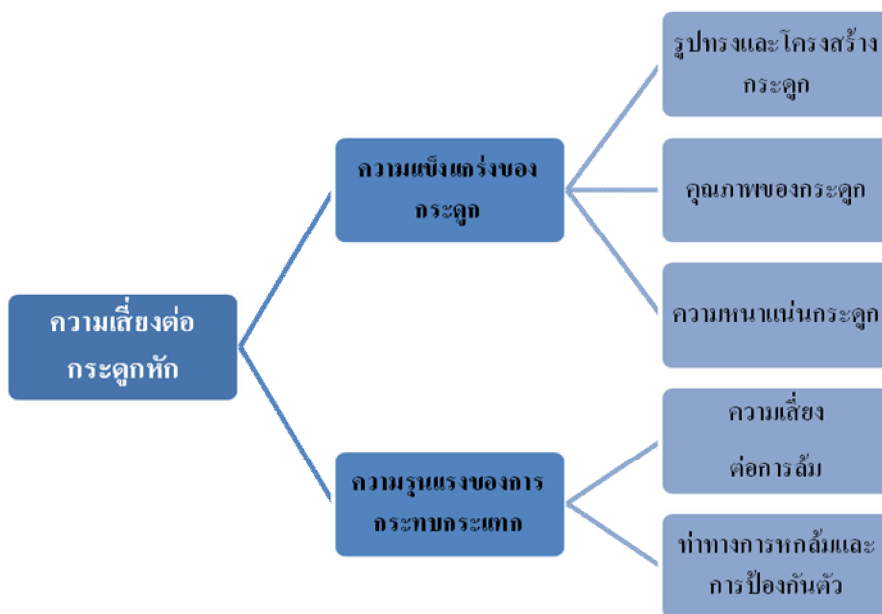 ความเสี่ยงต่อ
กระดูกหัก
ความแข็งแกร่งของ
กระดูก
รูปทรงและโครงสร้าง
กระดูก
คุณภาพของกระดูก
ความหนาแน่นกระดูก
ความรุนแรงของการ
กระทบกระแทก
ความเสี่ยง
ต่อการล้ม
ท่าทางการหกล้มและ
การป้องกันตัว